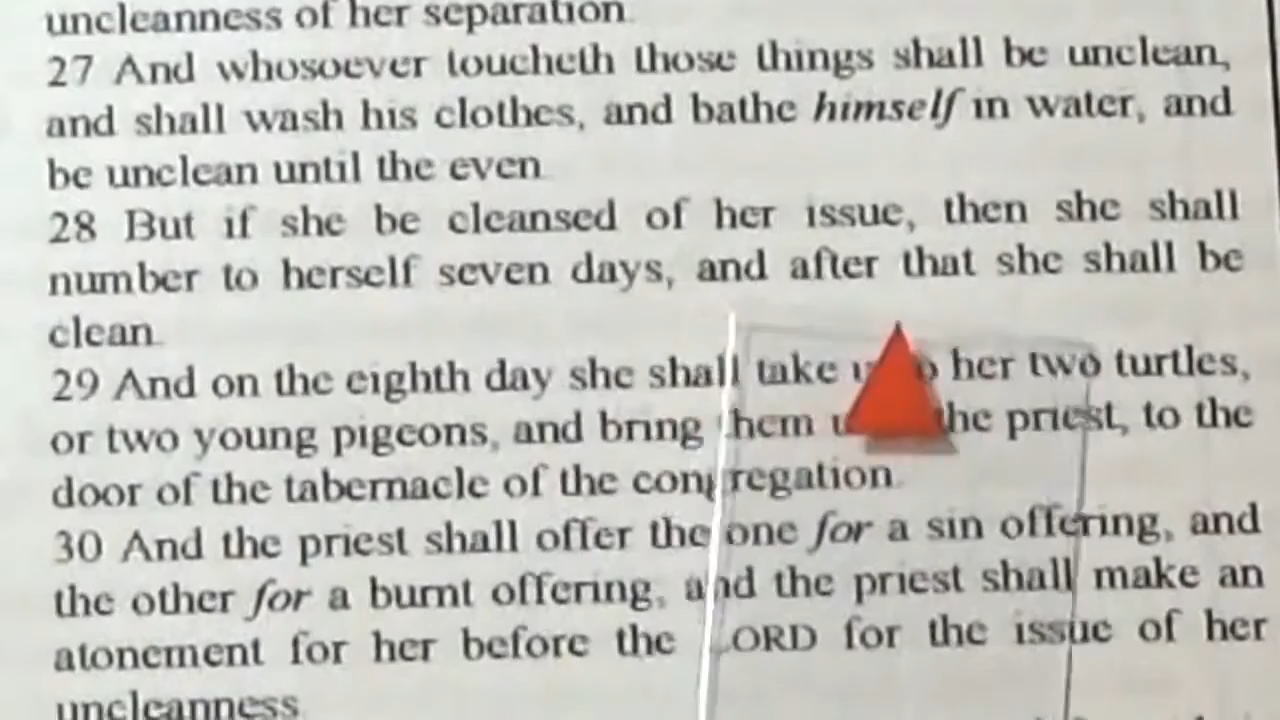 uncleanness of her separation.
27 And whosoever toucheth those things shall be unclean,
and shall wash his clothes, and bathe himself in water, and
be unclean until the even.
28 But if she be cleansed of her issue, then she shall
number to herself seven days, and after that she shall be
clean.
29 And on the eighth day she shall take her two turtles,
or two young pigeons, and bring them the priest, to the
door of the tabernacle of the congregation.
30 And the priest shall offer the one for a sin offering, and
the other for a burnt offering, and the priest shall make an
atonement for her before the LORD for the issue of her
uncleanness